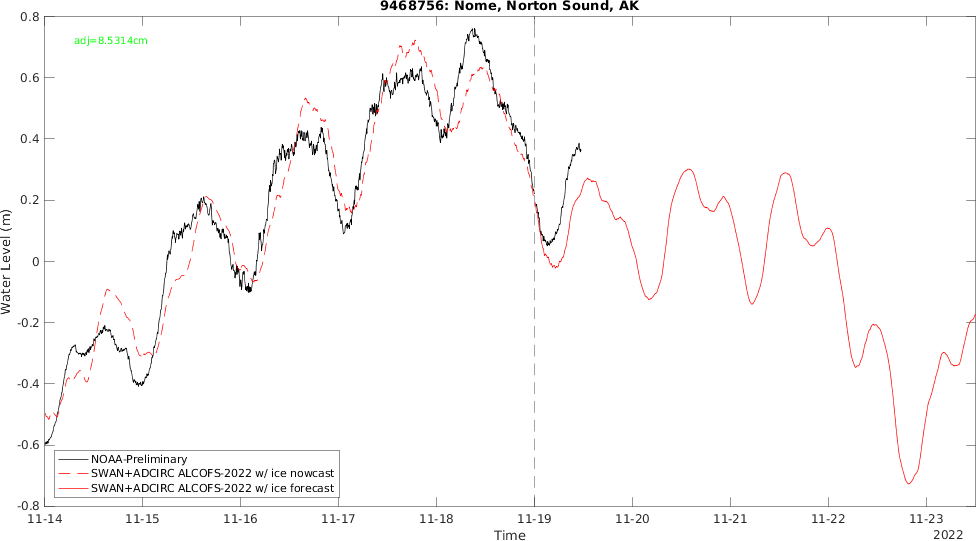 9468756: Nome, Norton Sound, AK
adj=8.5314cm
Water Level (m)
0.8
0.6
0.4
0.2
0
-0.2
-0.4
-0.6
-0.8
NOAA-Preliminary
SWAN+ADCIRC ALCOFS-2022 w/ ice nowcast
SWAN+ADCIRC ALCOFS-2022 w/ ice forecast
11-14 11-15 11-16 11-17 11-18 11-19 11-20 11-21 11-22 11-23
Time
2022